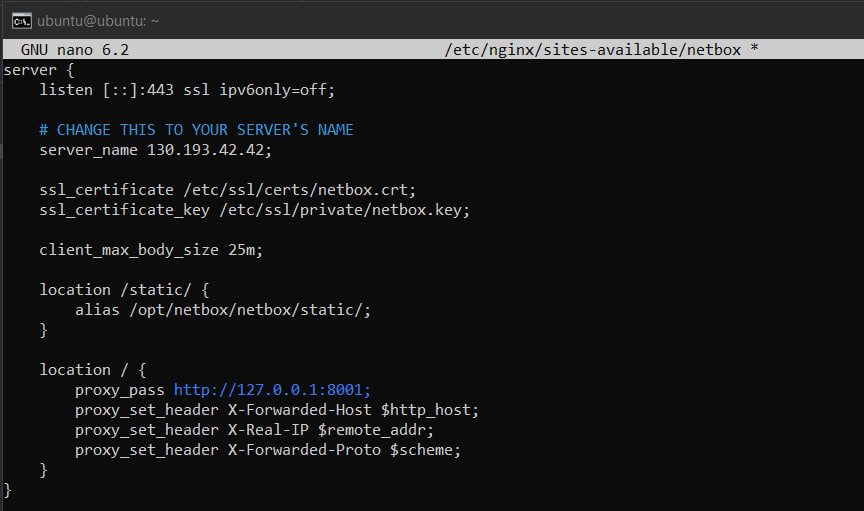 ubuntu@ubuntu: ~
GNU nano 6.2 /etc/nginx/sites-available/netbox *
server {
    listen [::]:443 ssl ipv6only=off;

    # CHANGE THIS TO YOUR SERVER'S NAME
    server_name 130.193.42.42;

    ssl_certificate /etc/ssl/certs/netbox.crt;
    ssl_certificate_key /etc/ssl/private/netbox.key;

    client_max_body_size 25m;

    location /static/ {
        alias /opt/netbox/netbox/static/;
    }

    location / {
        proxy_pass http://127.0.0.1:8001;
        proxy_set_header X-Forwarded-Host $http_host;
        proxy_set_header X-Real-IP $remote_addr;
        proxy_set_header X-Forwarded-Proto $scheme;
    }
}